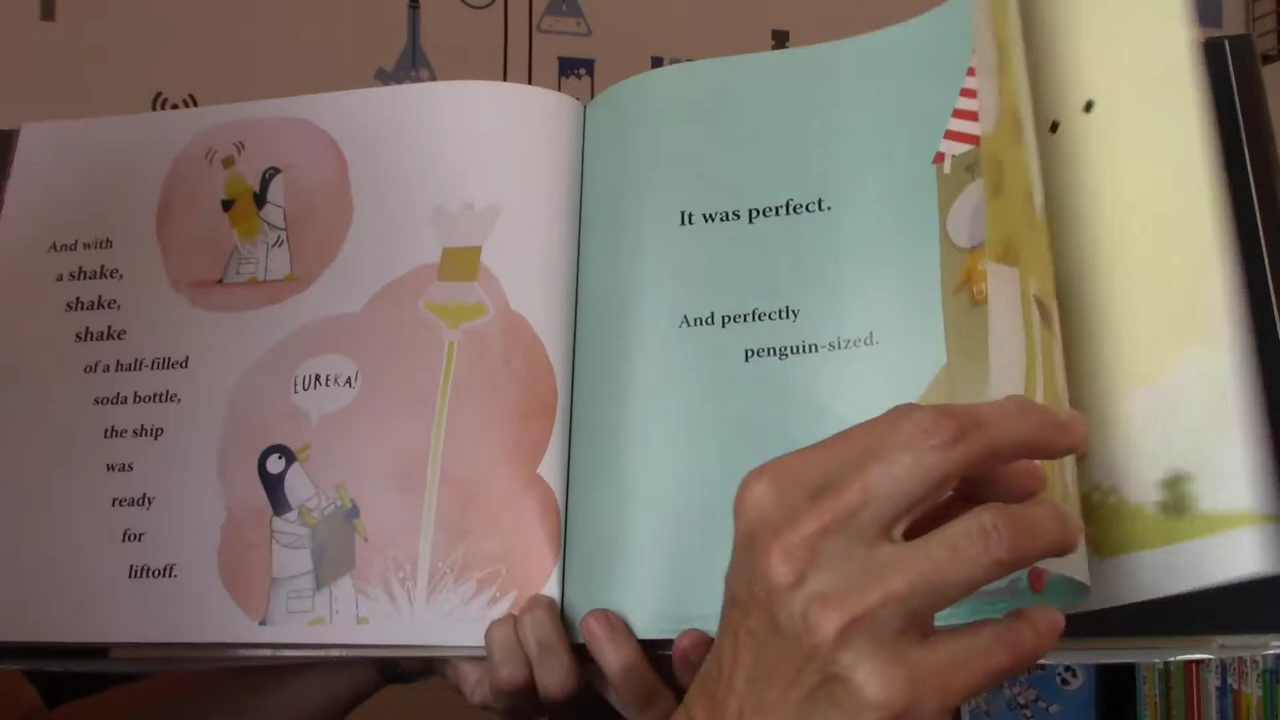 And with
a shake,
shake,
shake
of a half-filled
soda bottle,
the ship
was
ready
for
liftoff.
EUREKA!
It was perfect.
And perfectly
penguin-sized.